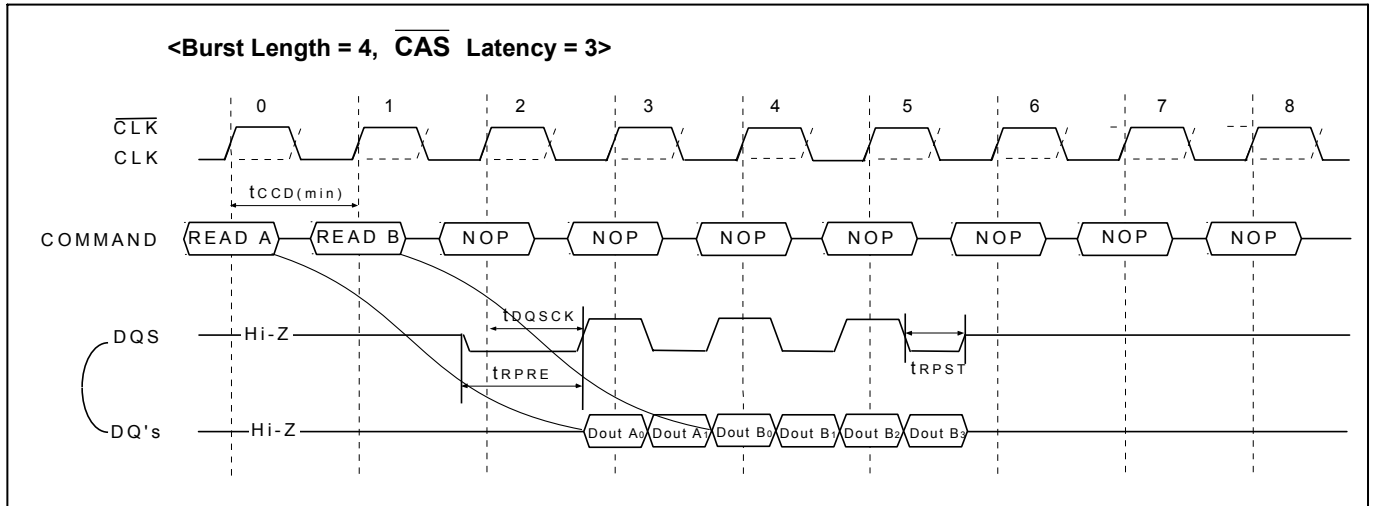 <Burst Length = 4, CAS Latency = 3>
0 1 2 3 4 5 6 7 8
CLK
CLK
tCCD(min)
COMMAND READ A READ B NOP NOP NOP NOP NOP NOP NOP
tDQSCK
DQS Hi-Z
tRPRE tRPST
DQ's Hi-Z Dout A0 Dout A1 Dout B0 Dout B1 Dout B2 Dout B3